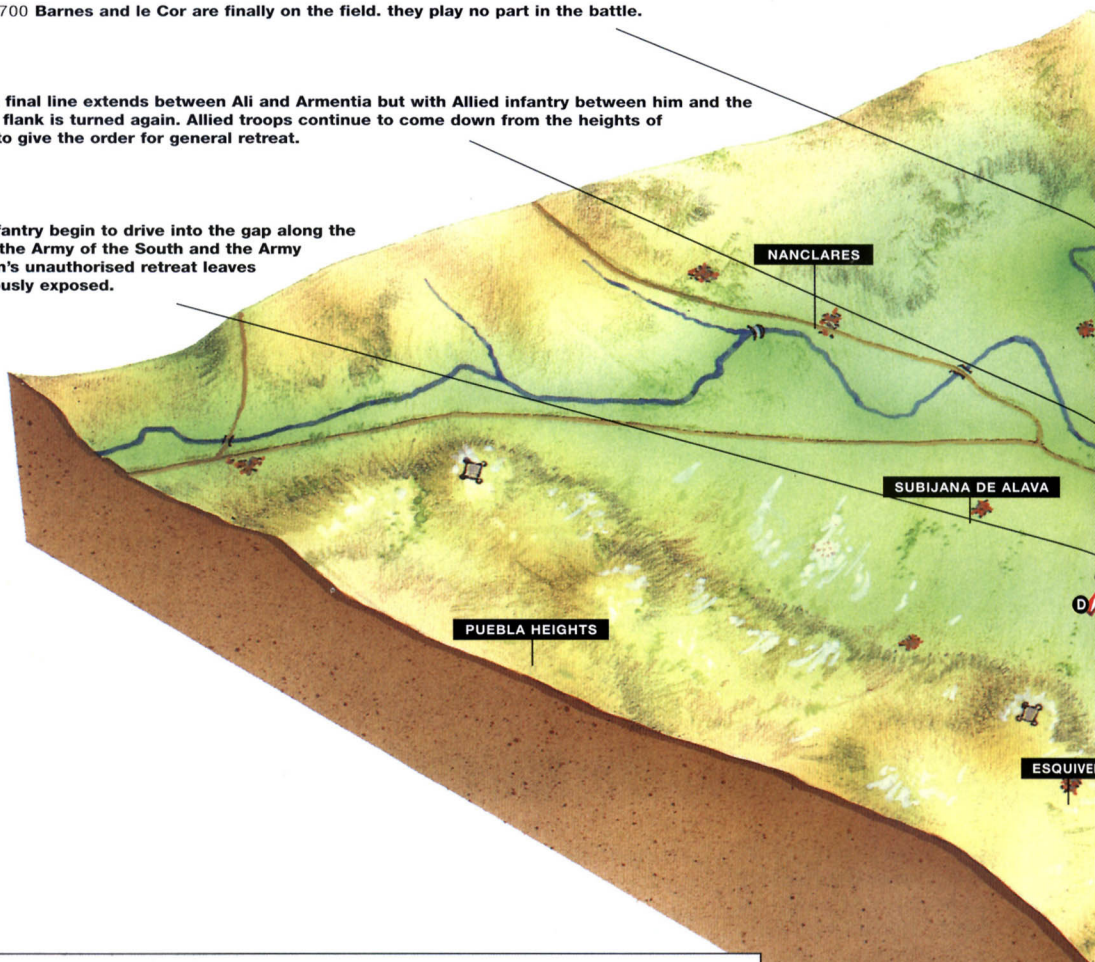 700 Barnes and le Cor are finally on the field. they play no part in the battle.
final line extends between Ali and Armentia but with Allied infantry between him and the
flank is turned again. Allied troops continue to come down from the heights of
to give the order for general retreat.
fantry begin to drive into the gap along the
the Army of the South and the Army
n's unauthorised retreat leaves
usly exposed.
NANCLARES
SUBIJANA DE ALAVA
D
PUEBLA HEIGHTS
ESQUIVE